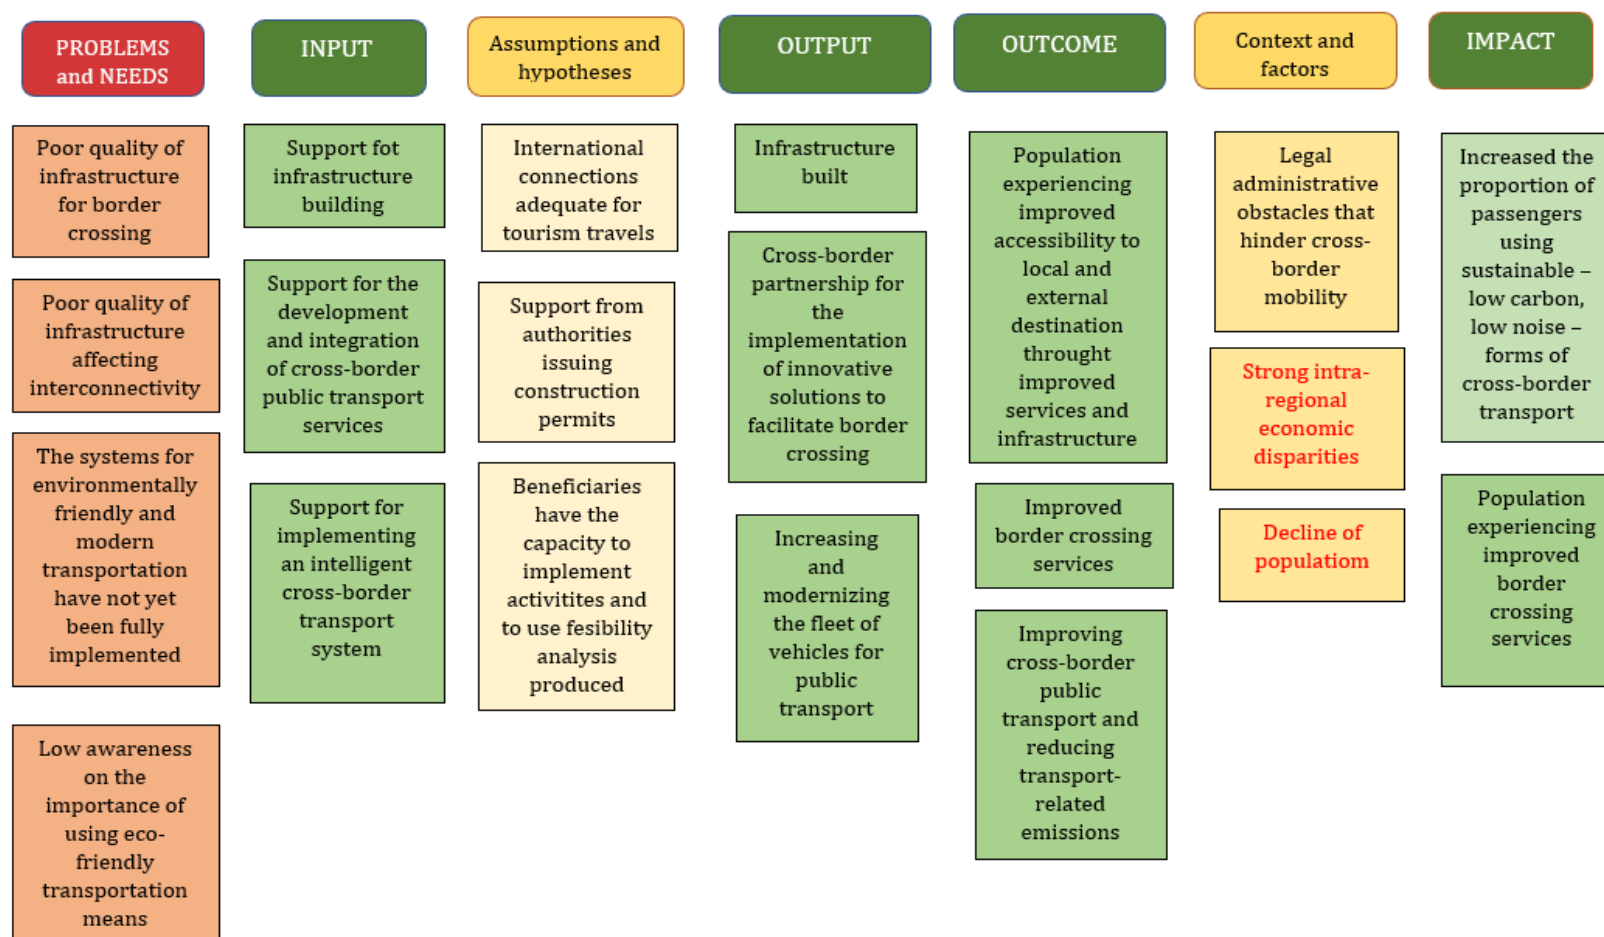 PROBLEMS
and NEEDS
Poor quality of
infrastructure
for border
crossing
Poor quality of
infrastructure
affecting
interconnectivity
The systems for
environmentally
friendly and
modern
transportation
have not yet
been fully
implemented
Low awareness
on the
importance of
using eco-
friendly
transportation
means
INPUT
Support fot
infrastructure
building
Support for the
development
and integration
of cross-border
public transport
services
Support for
implementing
an intelligent
cross-border
transport
system
Assumptions and
hypotheses
International
connections
adequate for
tourism travels
Support from
authorities
issuing
construction
permits
Beneficiaries
have the
capacity to
implement
activitites and
to use fesibility
analysis
produced
OUTPUT
Infrastructure
built
Cross-border
partnership for
the
implementation
of innovative
solutions to
facilitate border
crossing
Increasing
and
modernizing
the fleet of
vehicles for
public
transport
OUTCOME
Population
experiencing
improved
accessibility to
local and
external
destination
throught
improved
services and
infrastructure
Improved
border crossing
services
Improving
cross-border
public
transport and
reducing
transport-
related
emissions
Context and
factors
Legal
administrative
obstacles that
hinder cross-
border
mobility
Strong intra-
regional
economic
disparities
Decline of
populatiom
IMPACT
Increased the
proportion of
passengers
using
sustainable –
low carbon,
low noise –
forms of
cross-border
transport
Population
experiencing
improved
border
crossing
services